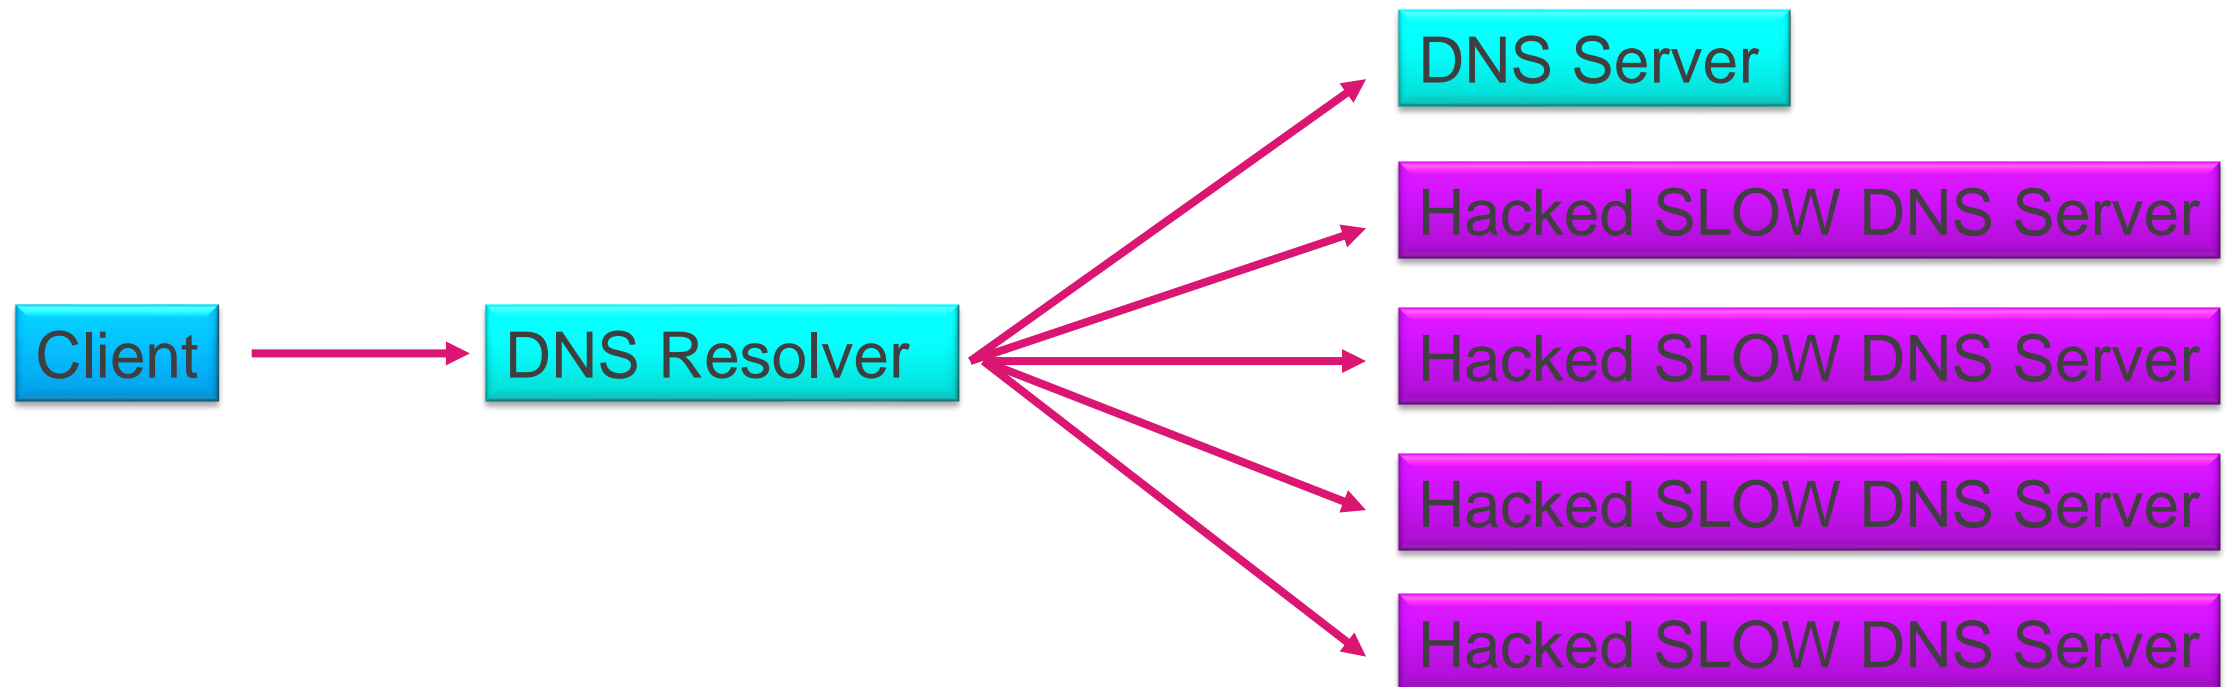 DNS Server
Hacked SLOW DNS Server
Client
DNS Resolver
Hacked SLOW DNS Server
Hacked SLOW DNS Server
Hacked SLOW DNS Server